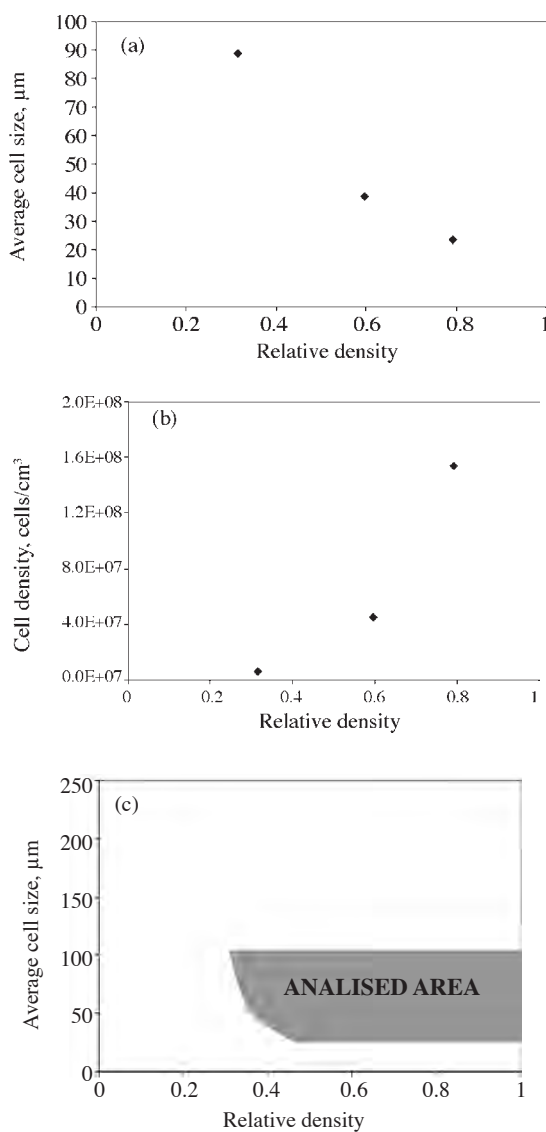 (a)
Average cell size, μm
100
90
80
70
60
50
40
30
20
10
0
0 0.2 0.4 0.6 0.8 1
Relative density
(b)
Cell density, cells/cm³
2.0E+08
1.6E+08
1.2E+08
8.0E+07
4.0E+07
0.0E+07
0 0.2 0.4 0.6 0.8 1
Relative density
(c)
Average cell size, μm
250
200
150
100
50
0
ANALISED AREA
0 0.2 0.4 0.6 0.8 1
Relative density